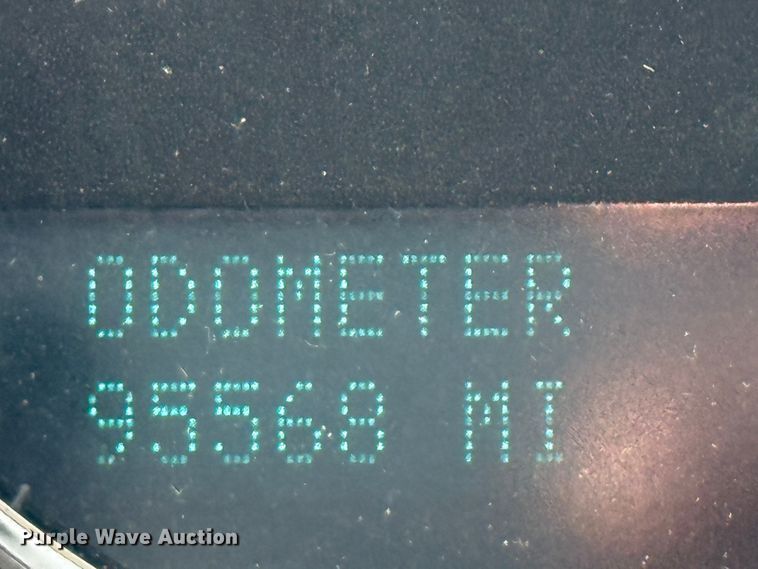 ODOMETER
95568 MI
Purple Wave Auction